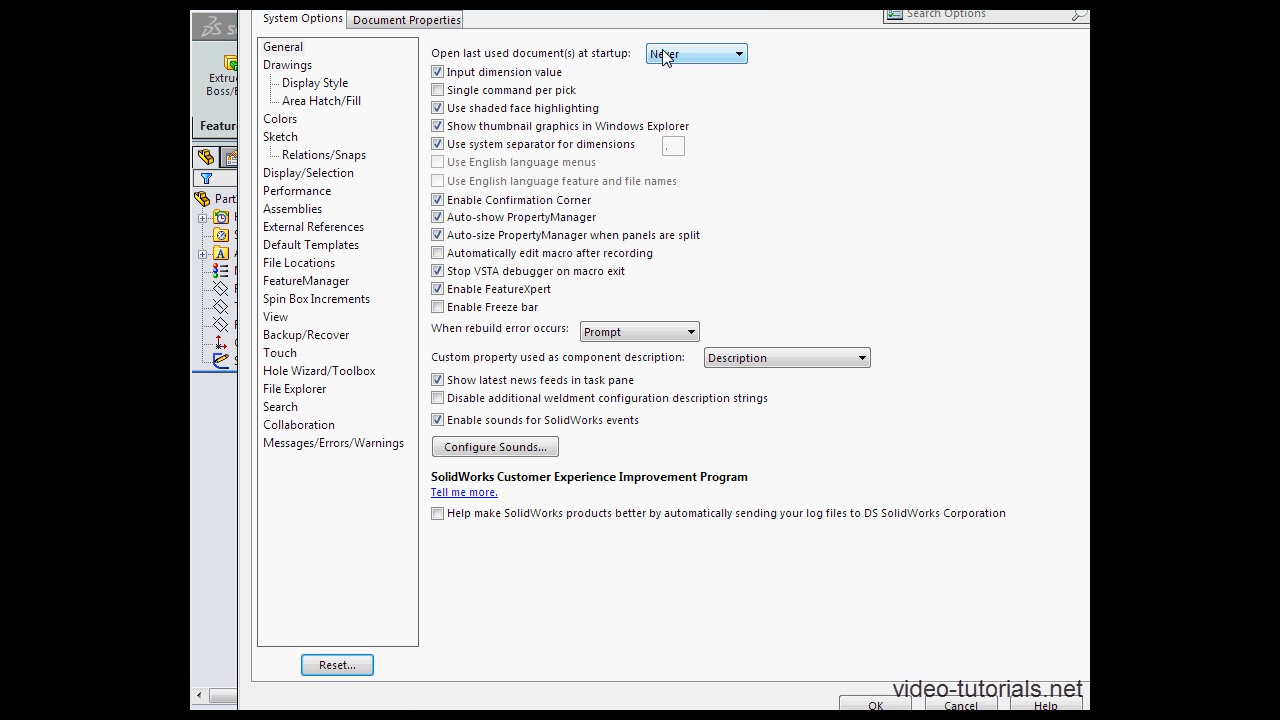 System Options
Document Properties
Search Options
General
Drawings
Display Style
Area Hatch/Fill
Colors
Sketch
Relations/Snaps
Display/Selection
Performance
Assemblies
External References
Default Templates
File Locations
FeatureManager
Spin Box Increments
View
Backup/Recover
Touch
Hole Wizard/Toolbox
File Explorer
Search
Collaboration
Messages/Errors/Warnings
Reset...
Open last used document(s) at startup: Never
Input dimension value
Single command per pick
Use shaded face highlighting
Show thumbnail graphics in Windows Explorer
Use system separator for dimensions .
Use English language menus
Use English language feature and file names
Enable Confirmation Corner
Auto-show PropertyManager
Auto-size PropertyManager when panels are split
Automatically edit macro after recording
Stop VSTA debugger on macro exit
Enable FeatureXpert
Enable Freeze bar
When rebuild error occurs: Prompt
Custom property used as component description: Description
Show latest news feeds in task pane
Disable additional weldment configuration description strings
Enable sounds for SolidWorks events
Configure Sounds...
SolidWorks Customer Experience Improvement Program
Tell me more.
Help make SolidWorks products better by automatically sending your log files to DS SolidWorks Corporation
OK
Cancel
Help
video-tutorials.net
Extru
Boss/B
Featur
Part